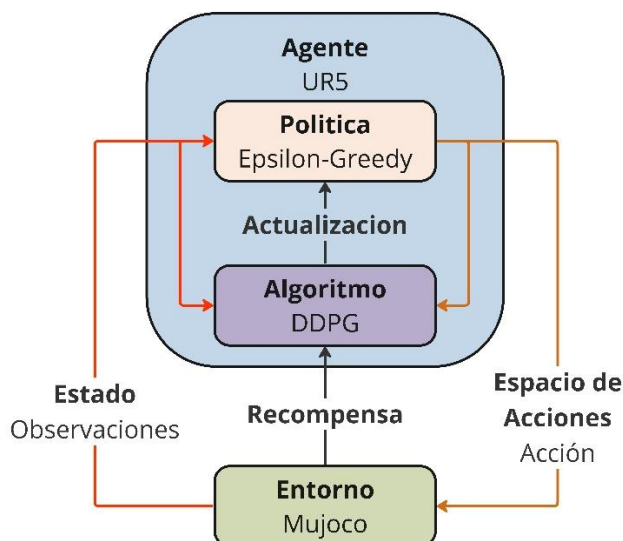 Agente
UR5
Politica
Epsilon-Greedy
Actualizacion
Algoritmo
DDPG
Estado
Observaciones
Recompensa
Espacio de
Acciones
Acción
Entorno
Mujoco